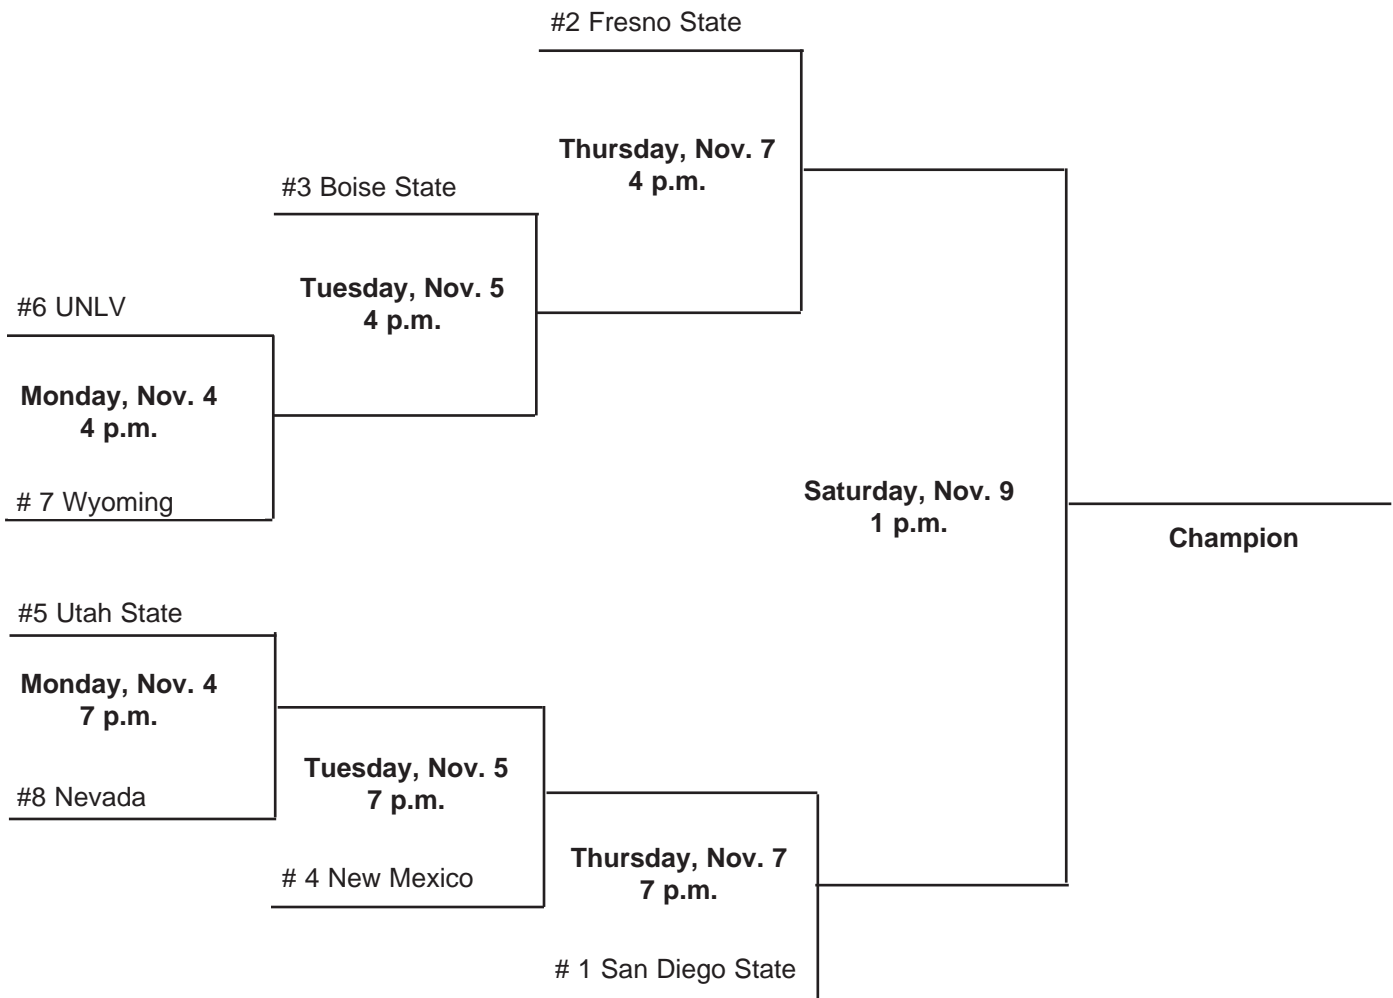 #2 Fresno State
Thursday, Nov. 7
4 p.m.
#3 Boise State
Tuesday, Nov. 5
4 p.m.
#6 UNLV
Monday, Nov. 4
4 p.m.
# 7 Wyoming
Saturday, Nov. 9
1 p.m.
Champion
#5 Utah State
Monday, Nov. 4
7 p.m.
#8 Nevada
Tuesday, Nov. 5
7 p.m.
# 4 New Mexico
Thursday, Nov. 7
7 p.m.
# 1 San Diego State